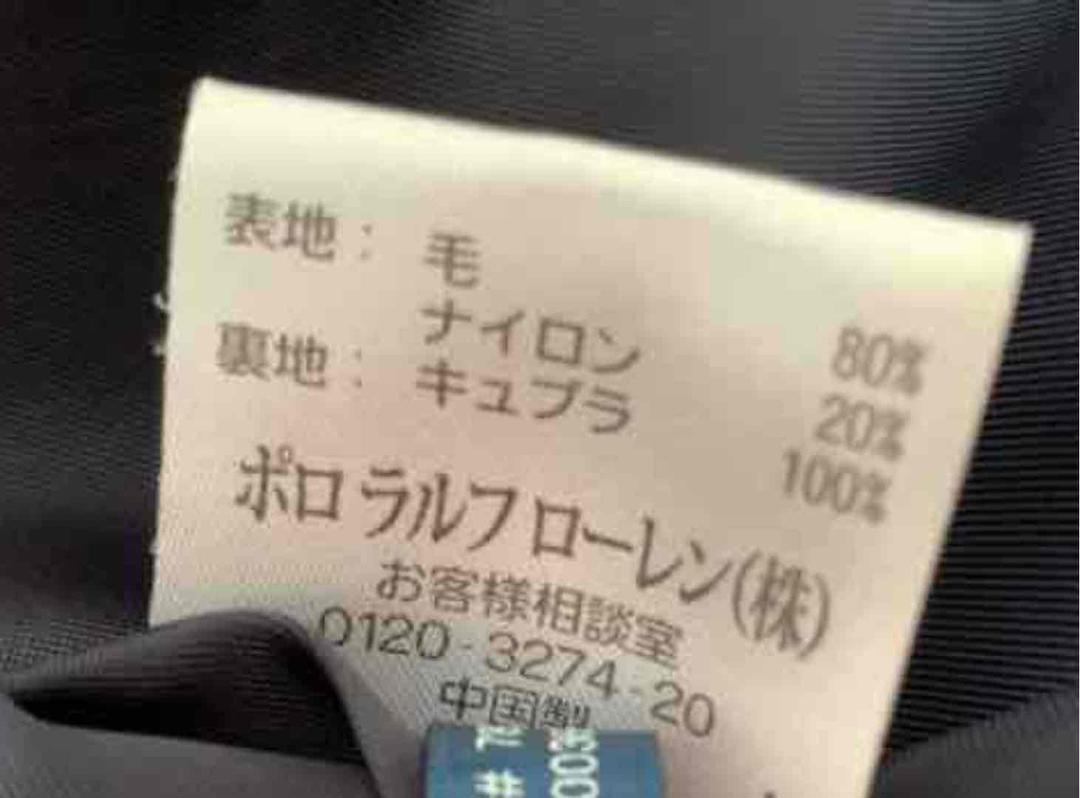 表地： 毛 80%
ナイロン 20%
裏地： キュプラ 100%
ポロ ラルフ ローレン(株)
お客様相談室
0120-3274-20
中国製